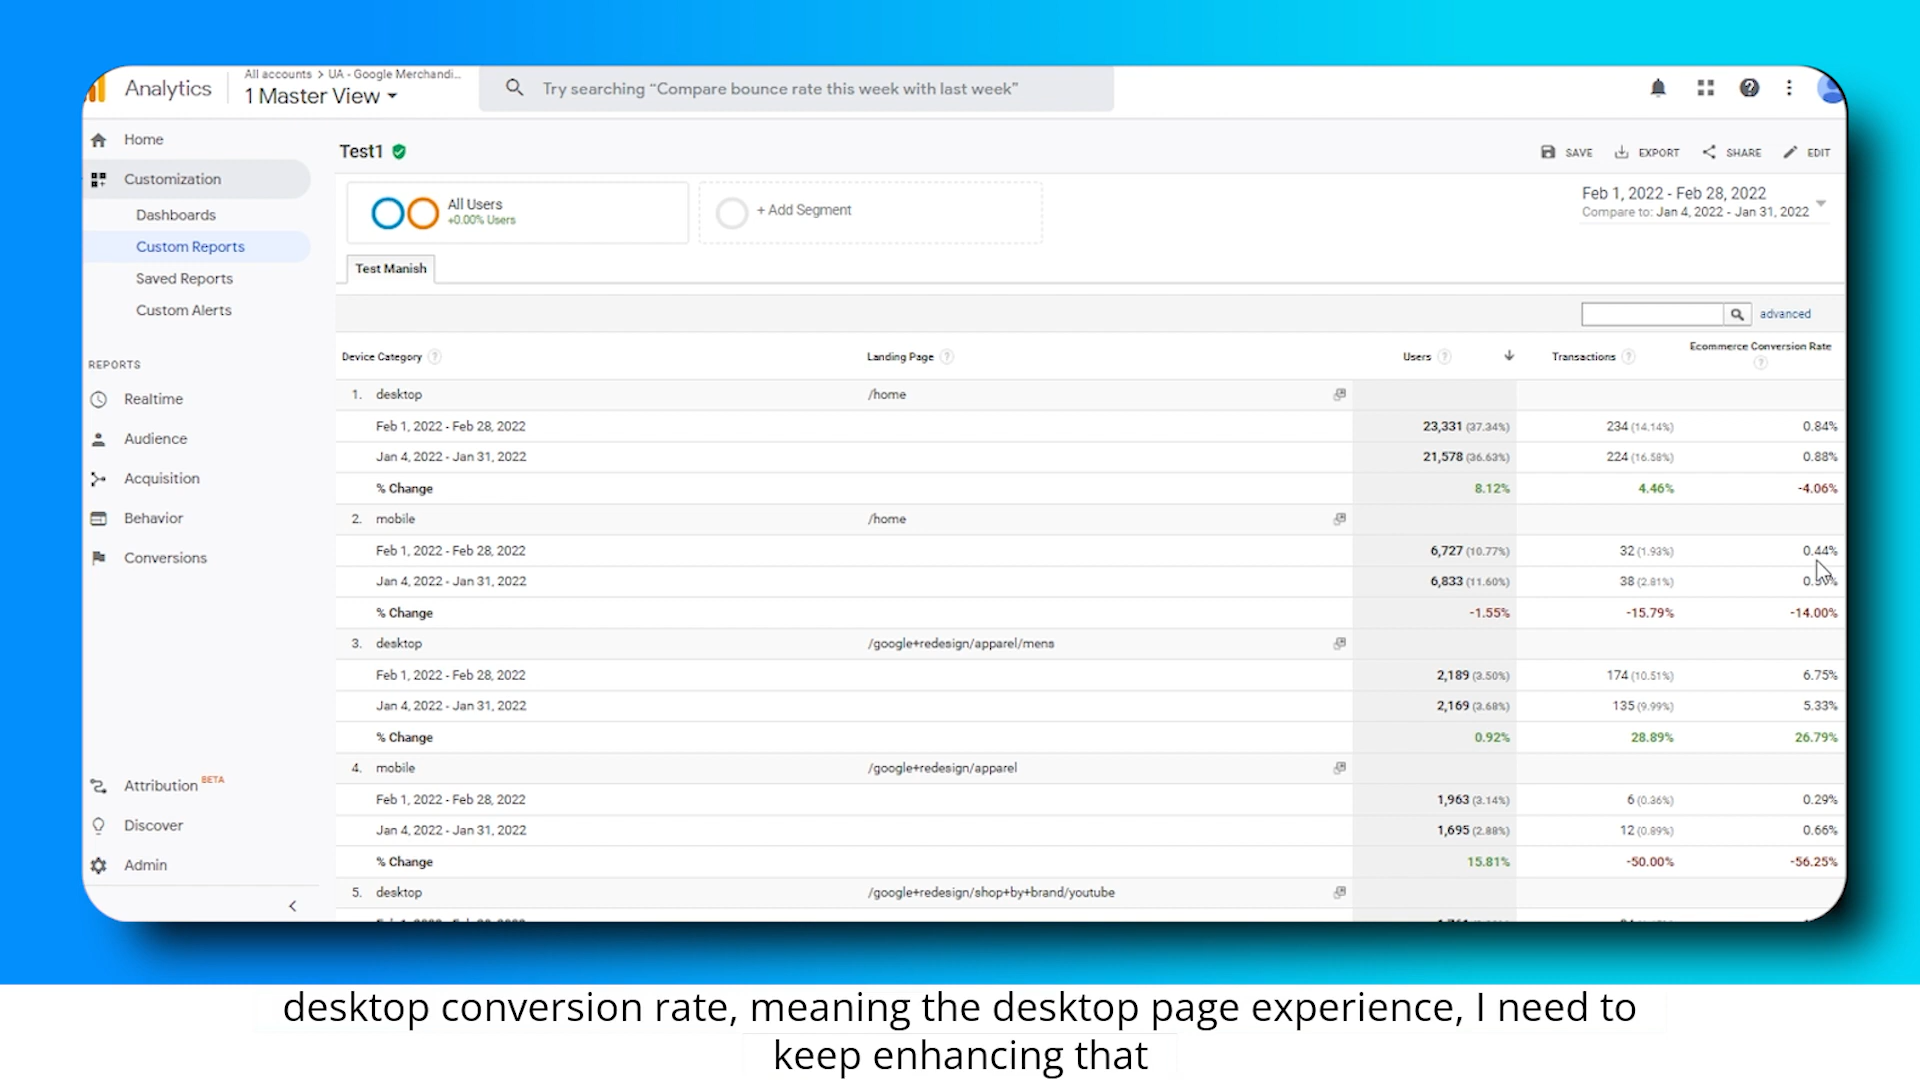 Analytics
All accounts > UA - Google Merchandi...
1 Master View
Try searching “Compare bounce rate this week with last week”
Home
Customization
Dashboards
Custom Reports
Saved Reports
Custom Alerts
REPORTS
Realtime
Audience
Acquisition
Behavior
Conversions
Attribution BETA
Discover
Admin
Test1
SAVE EXPORT SHARE EDIT
All Users
+0.00% Users
+ Add Segment
Feb 1, 2022 - Feb 28, 2022
Compare to: Jan 4, 2022 - Jan 31, 2022
Test Manish
advanced
Device Category Landing Page Users Transactions Ecommerce Conversion Rate
1. desktop /home
Feb 1, 2022 - Feb 28, 2022 23,331 (37.34%) 234 (14.14%) 0.84%
Jan 4, 2022 - Jan 31, 2022 21,578 (36.63%) 224 (16.58%) 0.88%
% Change 8.12% 4.46% -4.06%
2. mobile /home
Feb 1, 2022 - Feb 28, 2022 6,727 (10.77%) 32 (1.93%) 0.44%
Jan 4, 2022 - Jan 31, 2022 6,833 (11.60%) 38 (2.81%)
% Change -1.55% -15.79% -14.00%
3. desktop /google+redesign/apparel/mens
Feb 1, 2022 - Feb 28, 2022 2,189 (3.50%) 174 (10.51%) 6.75%
Jan 4, 2022 - Jan 31, 2022 2,169 (3.68%) 135 (9.99%) 5.33%
% Change 0.92% 28.89% 26.79%
4. mobile /google+redesign/apparel
Feb 1, 2022 - Feb 28, 2022 1,963 (3.14%) 6 (0.36%) 0.29%
Jan 4, 2022 - Jan 31, 2022 1,695 (2.88%) 12 (0.89%) 0.66%
% Change 15.81% -50.00% -56.25%
5. desktop /google+redesign/shop+by+brand/youtube
desktop conversion rate, meaning the desktop page experience, I need to
keep enhancing that